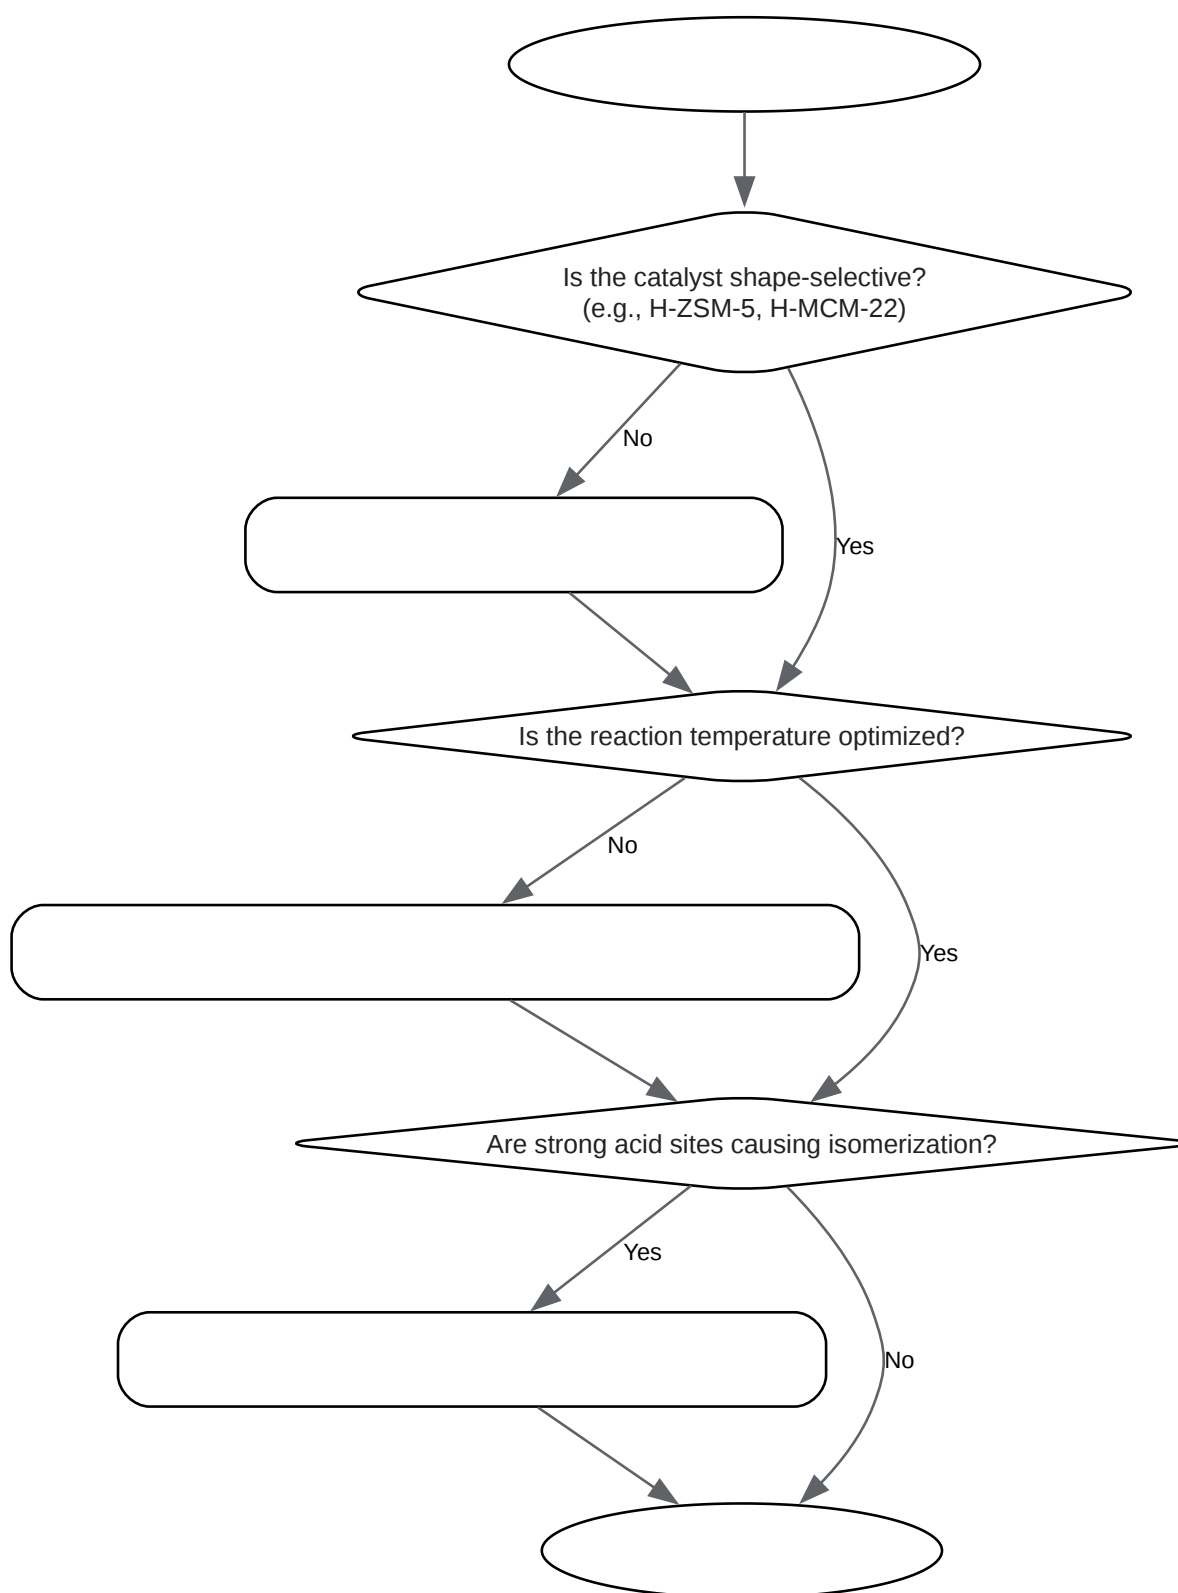 Is the catalyst shape-selective?
(e.g., H-ZSM-5, H-MCM-22)
No
Yes
Is the reaction temperature optimized?
No
Yes
Are strong acid sites causing isomerization?
Yes
No